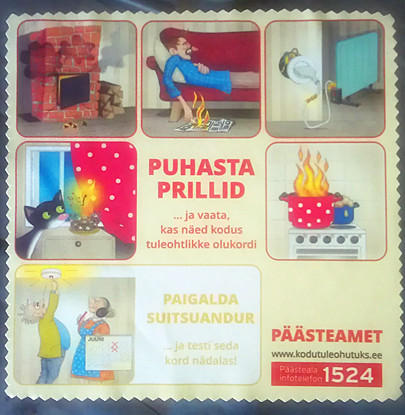 PUHASTA
PRILLID
... ja vaata,
kas näed kodus
tuleohtlikke olukordi
PAIGALDA
SUITSUANDUR
... ja testi seda
kord nädalas!
JUUNI
PÄÄSTEAMET
www.kodutuleohutuks.ee
Päästeala
infotelefon 1524